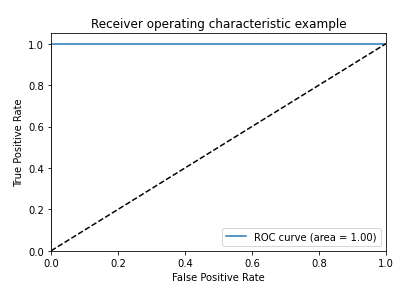 Receiver operating characteristic example
1.0
0.8
0.6
0.4
0.2
0.0
True Positive Rate
ROC curve (area = 1.00)
0.0 0.2 0.4 0.6 0.8 1.0
False Positive Rate